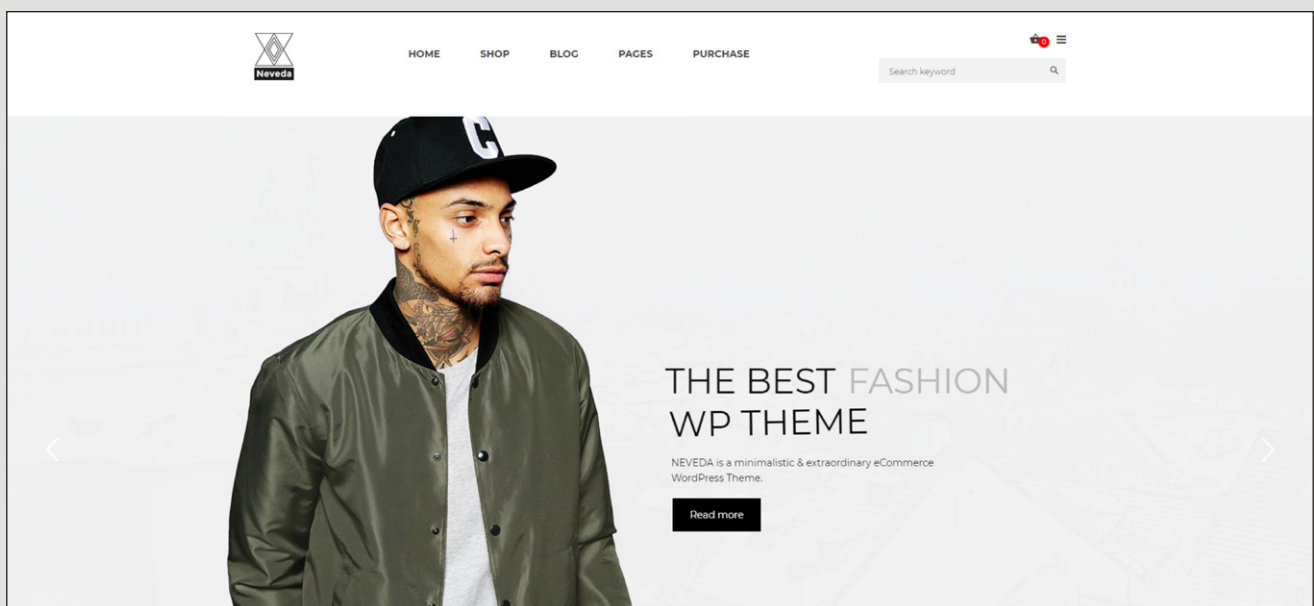 Neveda
HOME SHOP BLOG PAGES PURCHASE
0
Search keyword
C
THE BEST FASHION
WP THEME
NEVEDA is a minimalistic & extraordinary eCommerce
WordPress Theme.
Read more